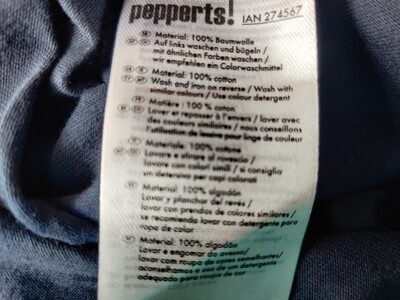 pepperts! IAN 274567
Material: 100% Baumwolle
Auf links waschen und bügeln /
mit ähnlichen Farben waschen /
wir empfehlen ein Colorwaschmittel
Material: 100% cotton
Wash and iron on reverse / Wash with
similar colours / Use colour detergent
Matière : 100 % coton
Laver et repasser à l'envers / laver avec
des couleurs similaires / nous conseillons
l'utilisation de lessive pour linge de couleur
Materiale: 100% cotone
Lavare e stirare al rovescio/
lavare con colori simili / si consiglia
un detersivo per capi colorati
Material: 100% algodón
Lavar y planchar del revés/
lavar con prendas de colores similares/
se recomienda lavar con detergente para
ropa de color
Material: 100% algodão
Lavar e engomar do avesso/
lavar com roupa de cores semelhantes/
aconselhamos o uso de um detergente
adequado para roupa de cor